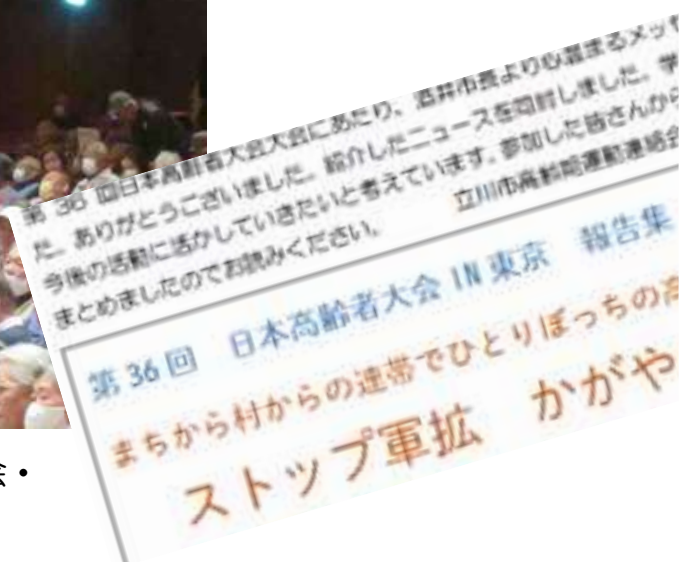 第36回日本高齢者大会大会にあたり、酒井市長より心温まるメッセ
た。ありがとうございました。紹介したニュースを同封しました。学
今後の活動に活かしていきたいと考えています。参加した皆さんから
まとめましたのでお読みください。 立川市高齢期運動連絡会
第36回 日本高齢者大会 IN 東京 報告集
まちから村からの連帯でひとりぼっちの高
ストップ軍拡 かがや
会・